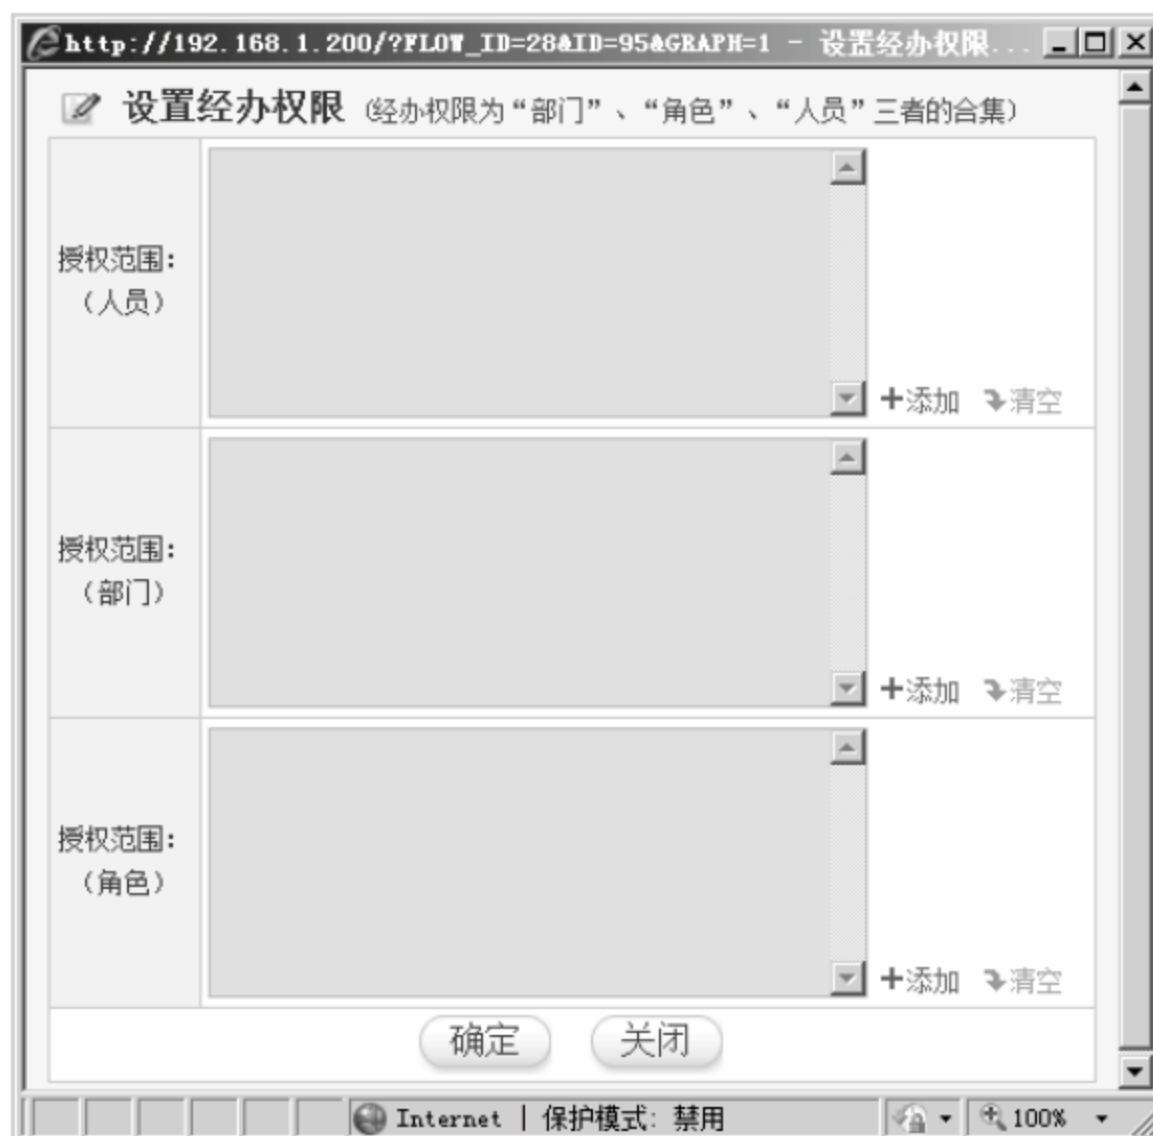 http://192.168.1.200/?FLOW_ID=28&ID=95&GRAPH=1 - 设置经办权限...
设置经办权限 (经办权限为“部门”、“角色”、“人员”三者的合集)
授权范围:
(人员)
+添加 清空
授权范围:
(部门)
+添加 清空
授权范围:
(角色)
+添加 清空
确定 关闭
Internet | 保护模式: 禁用 100%